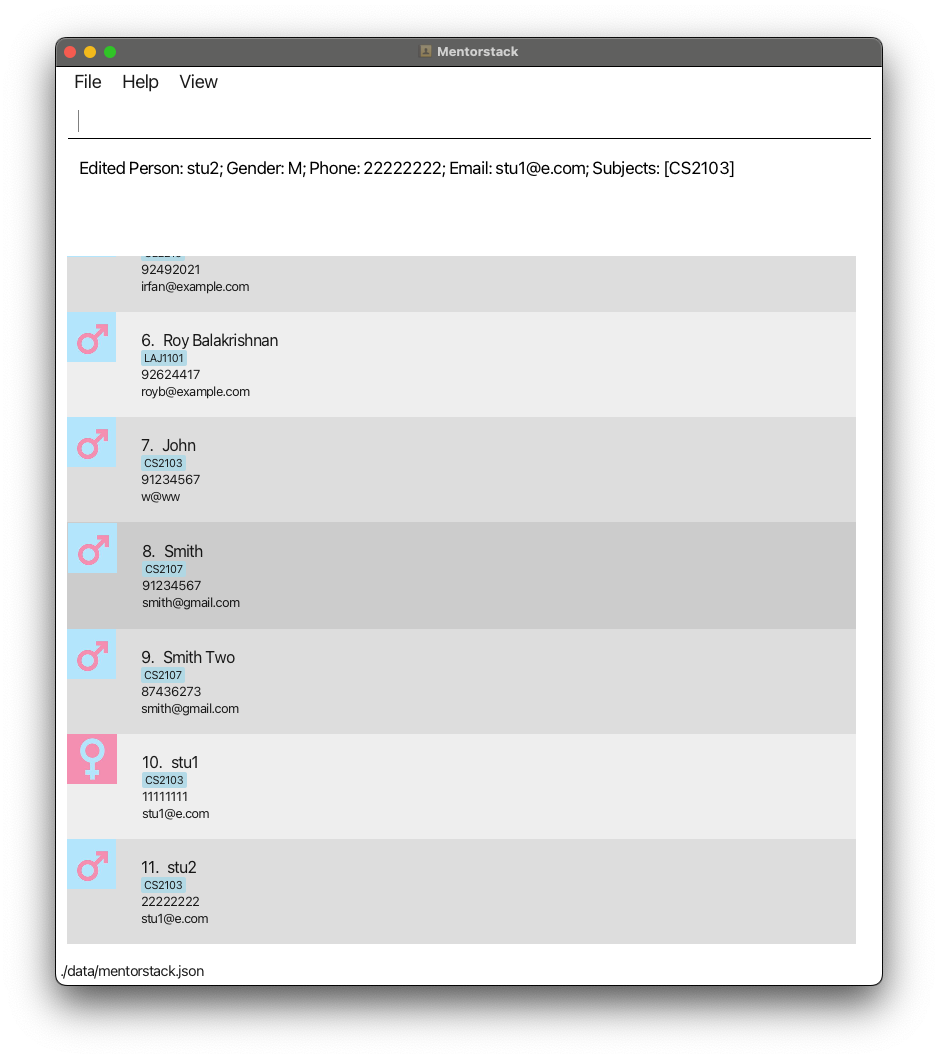 Mentorstack
File Help View
Edited Person: stu2; Gender: M; Phone: 22222222; Email: stu1@e.com; Subjects: [CS2103]
92492021
irfan@example.com
6. Roy Balakrishnan
LAJ1101
92624417
royb@example.com
7. John
CS2103
91234567
w@ww
8. Smith
CS2107
91234567
smith@gmail.com
9. Smith Two
CS2107
87436273
smith@gmail.com
10. stu1
CS2103
11111111
stu1@e.com
11. stu2
CS2103
22222222
stu1@e.com
./data/mentorstack.json